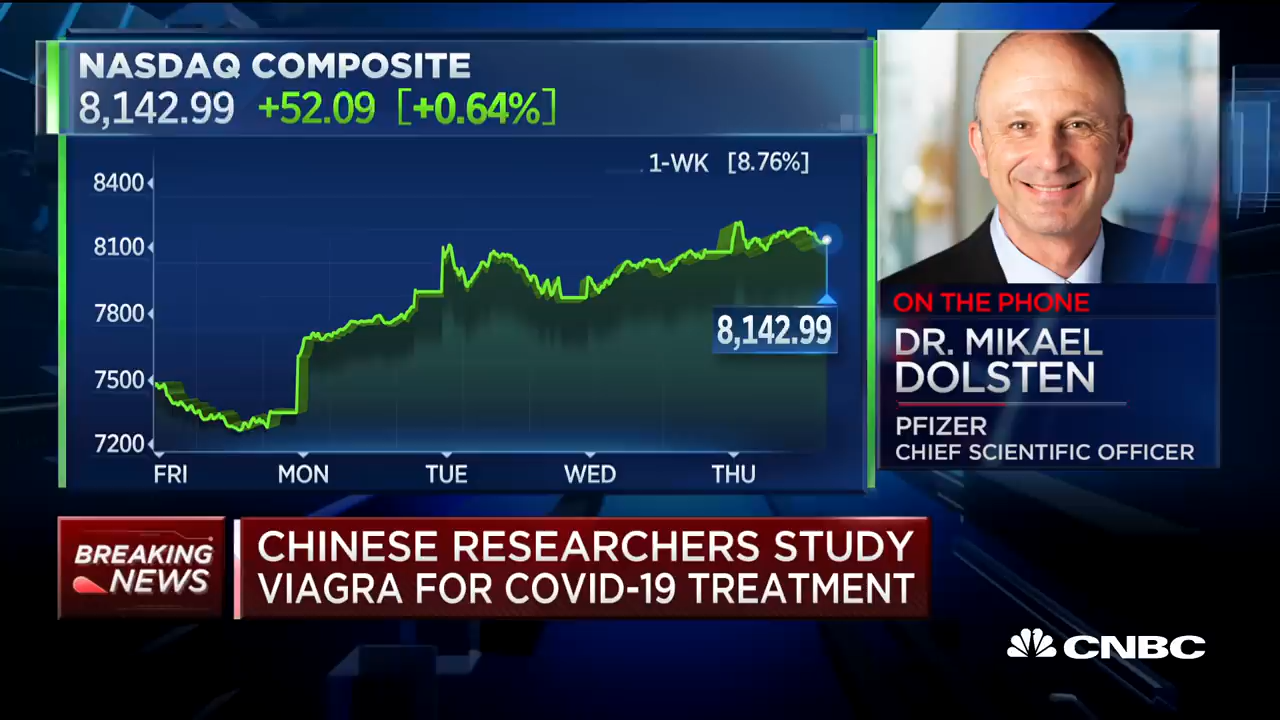 NASDAQ COMPOSITE
8,142.99 +52.09 [+0.64%]
1-WK [8.76%]
8400
8100
7800
7500
7200
8,142.99
FRI MON TUE WED THU
ON THE PHONE
DR. MIKAEL
DOLSTEN
PFIZER
CHIEF SCIENTIFIC OFFICER
BREAKING
NEWS
CHINESE RESEARCHERS STUDY
VIAGRA FOR COVID-19 TREATMENT
CNBC